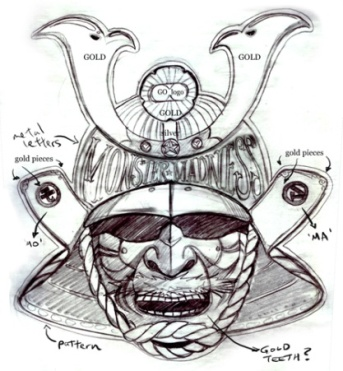 GOLD
GOLD
GO logo
GOLD
silver
metal
letters
MONSTER-MADNESS
gold pieces
gold pieces
'MO'
'MA'
pattern
GOLD
TEETH?